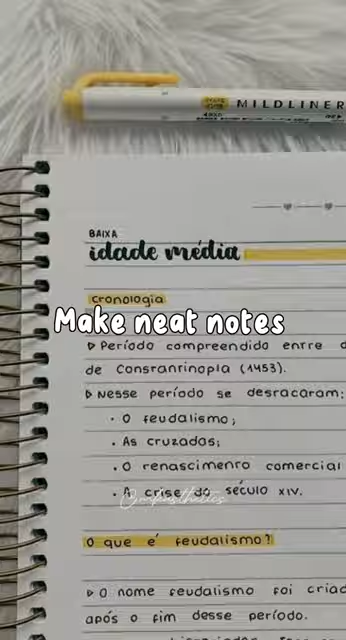 MILDLINER
BAIXA
idade média
cronologia
Make neat notes
▷ Período compreendido entre
de Constantinopla (1453).
▷ Nesse período se destacaram:
• O feudalismo;
• As cruzadas;
• O renascimento comercial
• A crise do século XIV.
O que é feudalismo?
▷ O nome feudalismo foi criad
após o fim desse período.